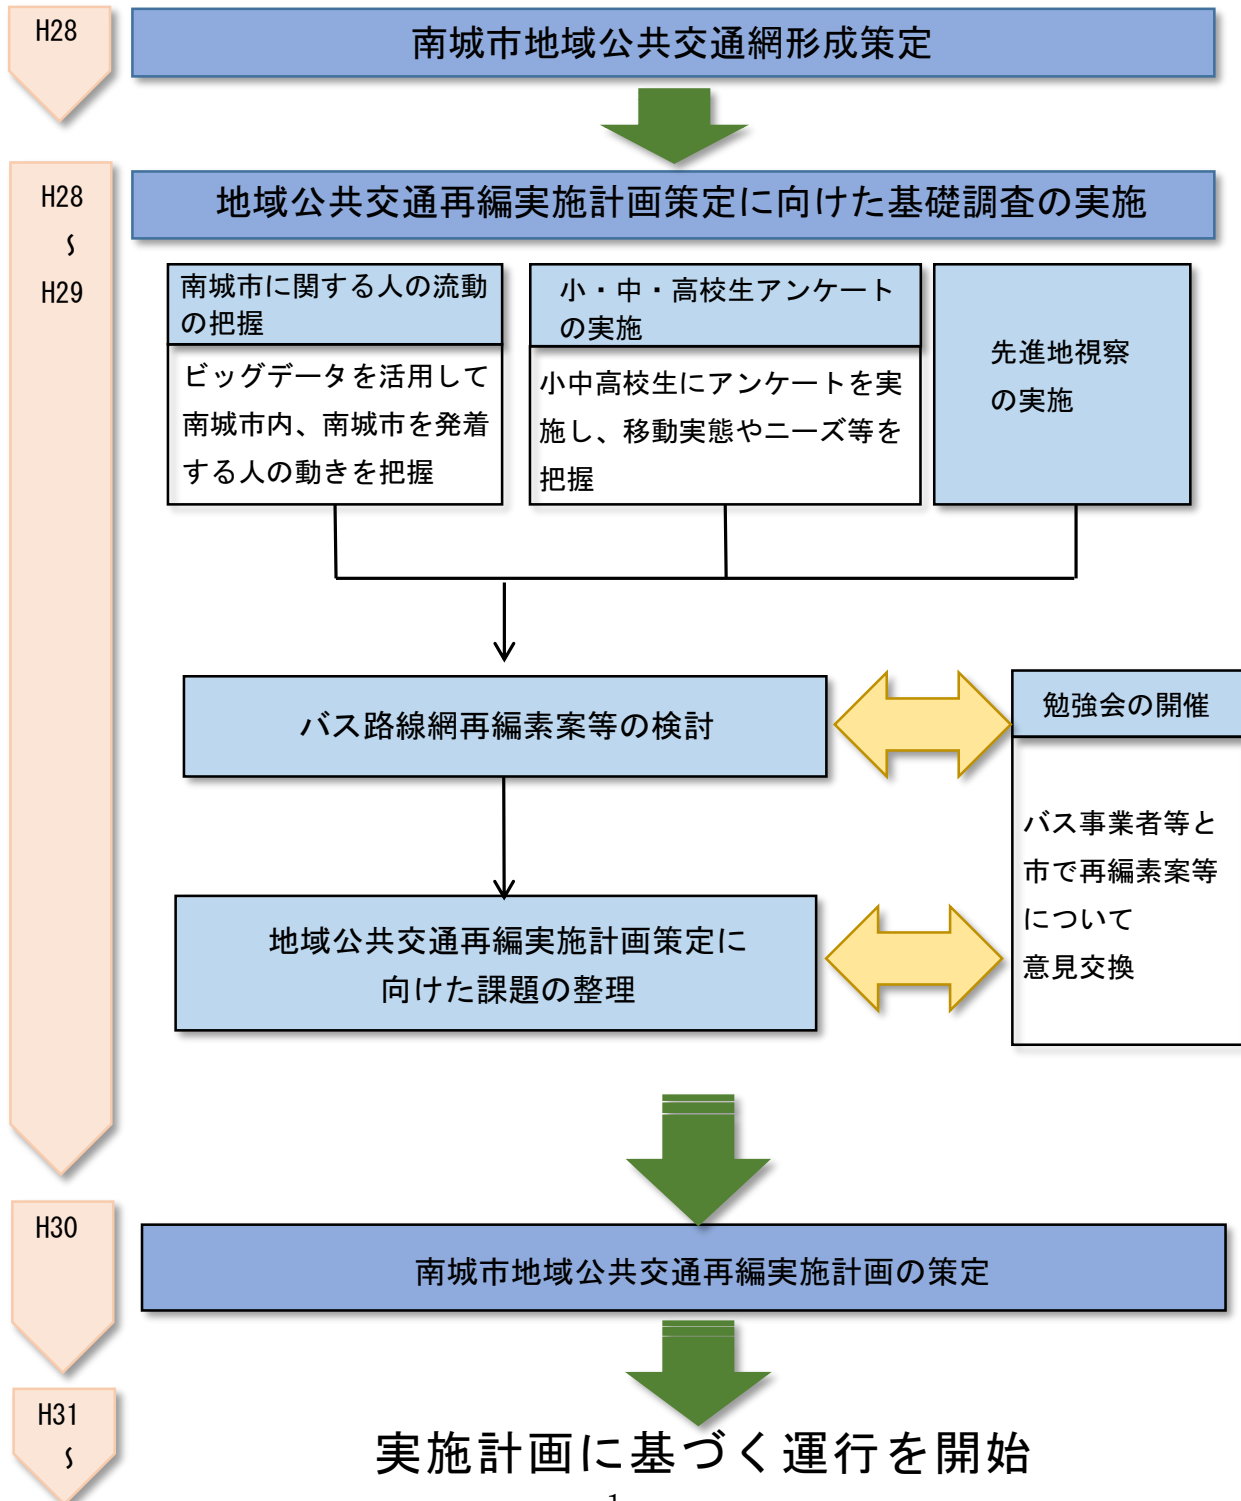 H28
南城市地域公共交通網形成策定
H28
～
H29
地域公共交通再編実施計画策定に向けた基礎調査の実施
南城市に関する人の流動
の把握
ビッグデータを活用して
南城市内、南城市を発着
する人の動きを把握
小・中・高校生アンケート
の実施
小中高校生にアンケートを実
施し、移動実態やニーズ等を
把握
先進地視察
の実施
バス路線網再編素案等の検討
勉強会の開催
バス事業者等と
市で再編素案等
について
意見交換
地域公共交通再編実施計画策定に
向けた課題の整理
H30
南城市地域公共交通再編実施計画の策定
H31
～
実施計画に基づく運行を開始
1